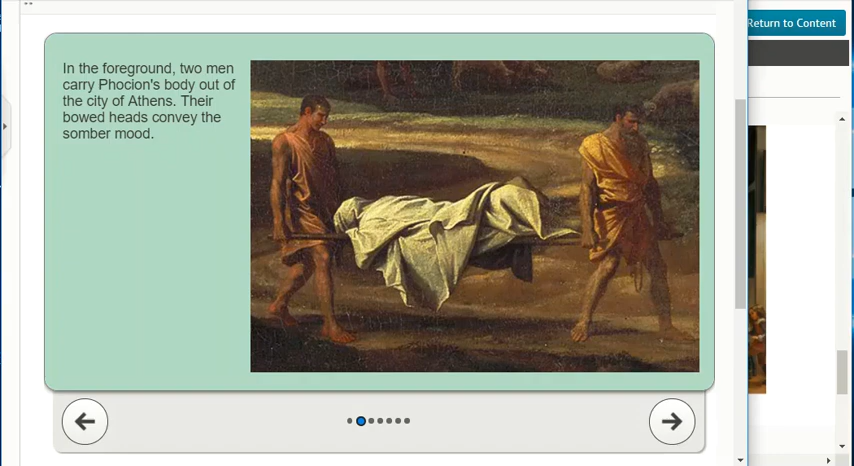 Return to Content
In the foreground, two men
carry Phocion's body out of
the city of Athens. Their
bowed heads convey the
somber mood.